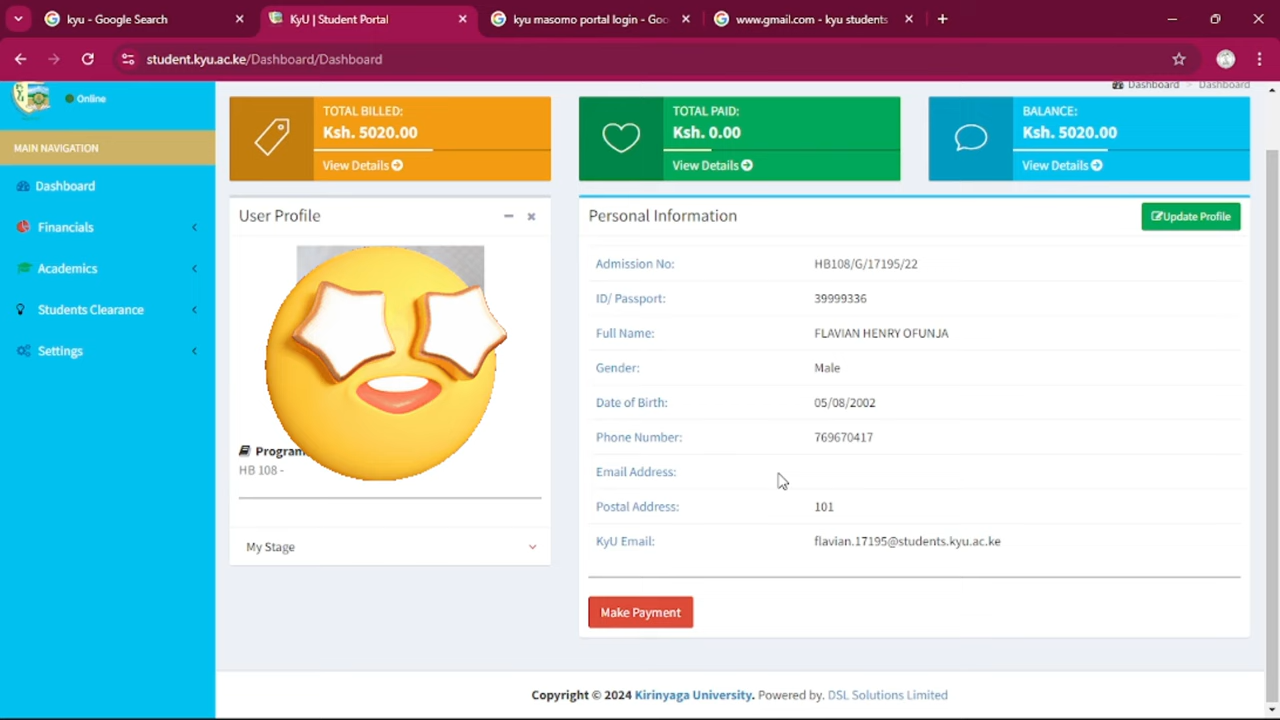 kyu - Google Search
KyU | Student Portal
kyu masomo portal login - Goo
www.gmail.com - kyu students
student.kyu.ac.ke/Dashboard/Dashboard
Online
Dashboard > Dashboard
MAIN NAVIGATION
Dashboard
Financials
Academics
Students Clearance
Settings
TOTAL BILLED:
Ksh. 5020.00
View Details
TOTAL PAID:
Ksh. 0.00
View Details
BALANCE:
Ksh. 5020.00
View Details
User Profile
Program
HB 108 -
My Stage
Personal Information
Update Profile
Admission No: HB108/G/17195/22
ID/ Passport: 39999336
Full Name: FLAVIAN HENRY OFUNJA
Gender: Male
Date of Birth: 05/08/2002
Phone Number: 769670417
Email Address:
Postal Address: 101
KyU Email: flavian.17195@students.kyu.ac.ke
Make Payment
Copyright © 2024 Kirinyaga University. Powered by. DSL Solutions Limited